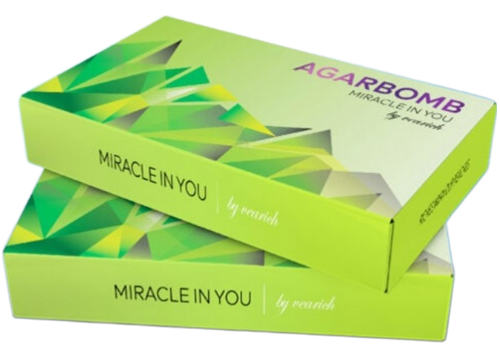 AGARBOMB
MIRACLE IN YOU
by vearich
MIRACLE IN YOU | by vearich
MIRACLE IN YOU | by vearich